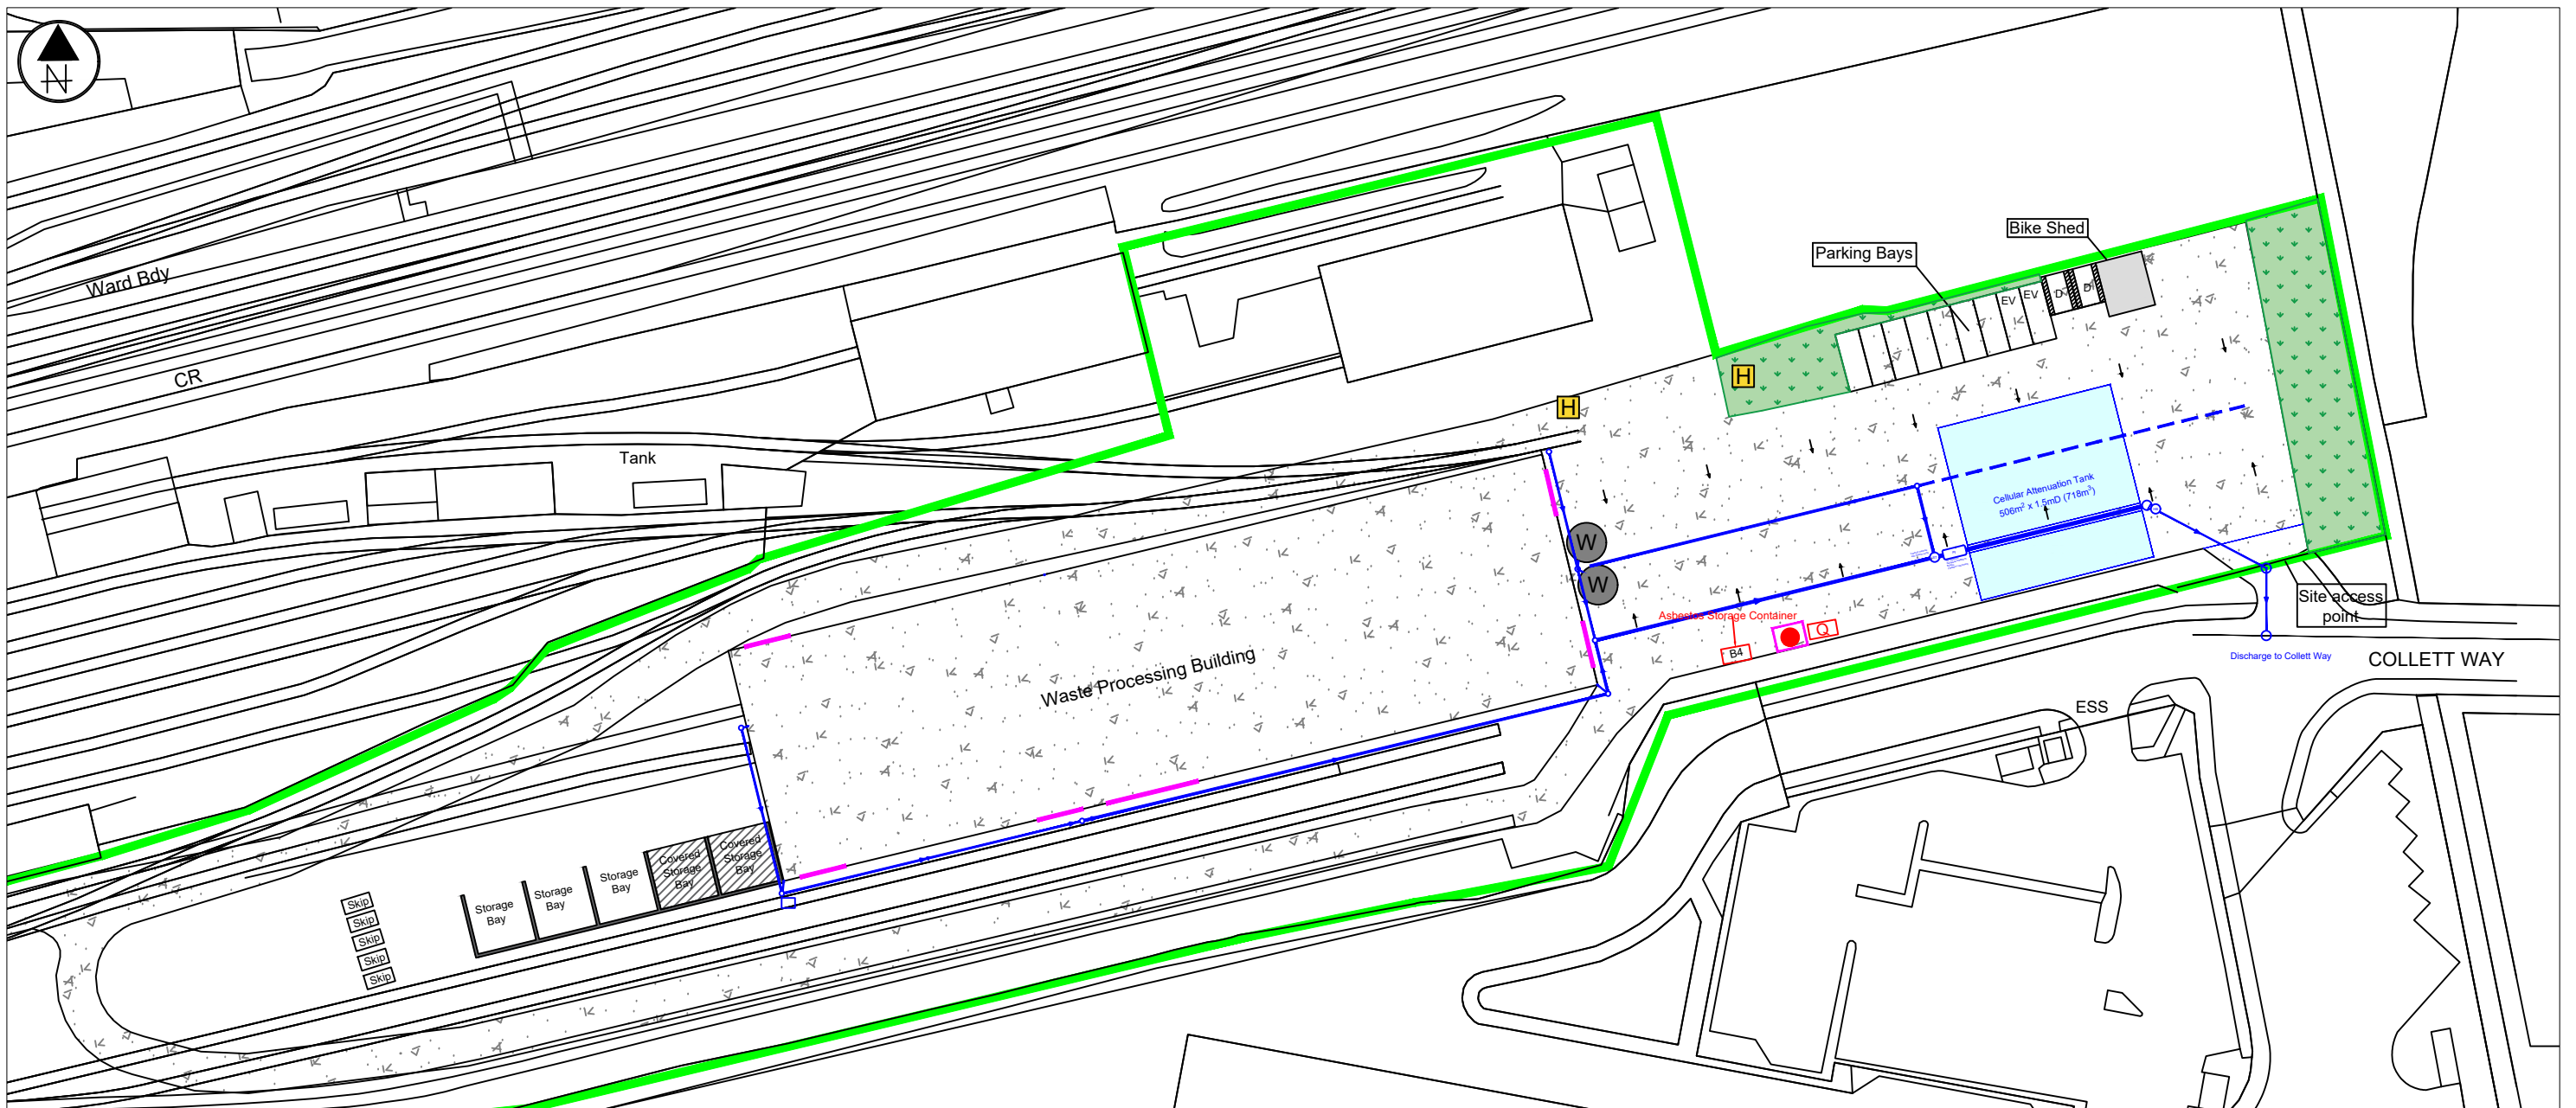 N
Bike Shed
Parking Bays
Ward Bdy
EV
EV
D
D
CR
H
H
Tank
Cellular Attenuation Tank
506m² x 1.5mD (718m³)
W
W
Site access
point
Asbestos Storage Container
Q
B4
Discharge to Collett Way
COLLETT WAY
Waste Processing Building
ESS
Covered
Storage
Bay
Covered
Storage
Bay
Storage
Bay
Storage
Bay
Storage
Bay
Skip
Skip
Skip
Skip
Skip